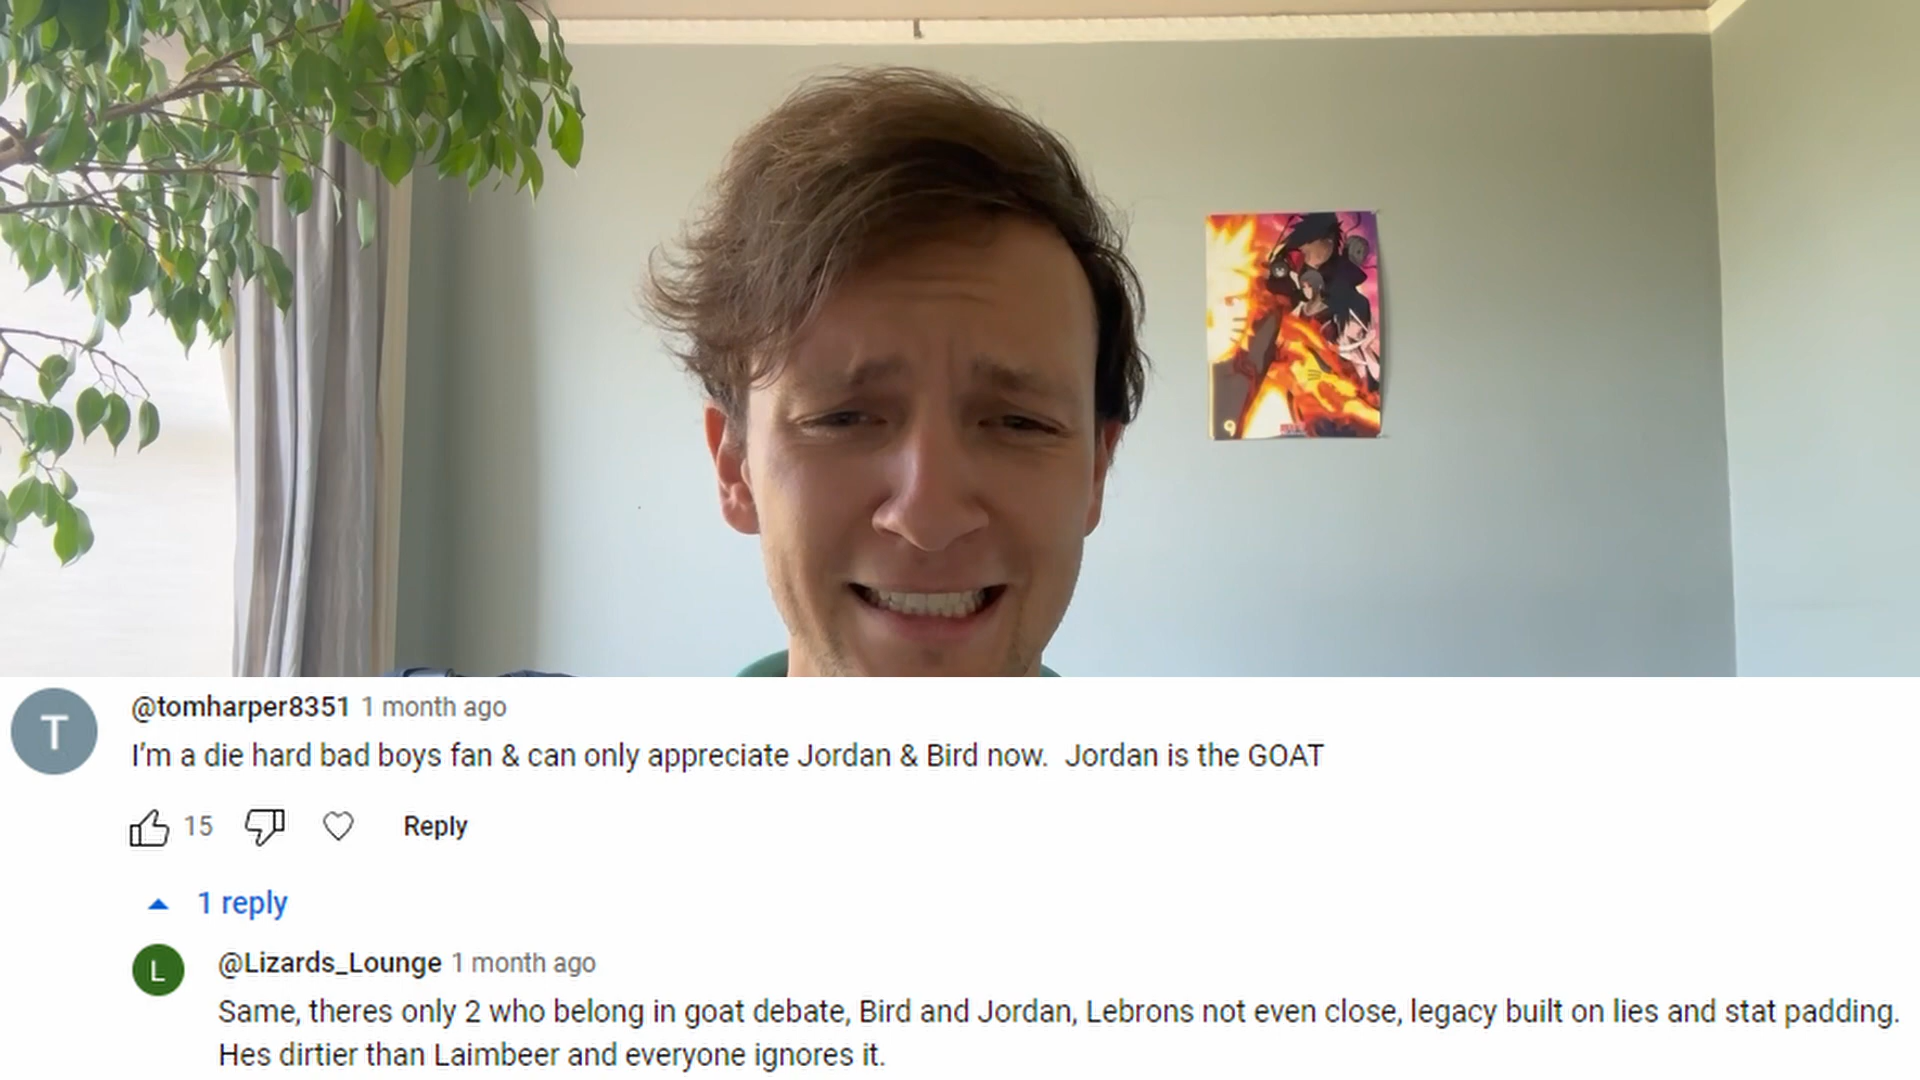 9
T
@tomharper8351 1 month ago
I'm a die hard bad boys fan & can only appreciate Jordan & Bird now.  Jordan is the GOAT
15
Reply
1 reply
L
@Lizards_Lounge 1 month ago
Same, theres only 2 who belong in goat debate, Bird and Jordan, Lebrons not even close, legacy built on lies and stat padding.
Hes dirtier than Laimbeer and everyone ignores it.